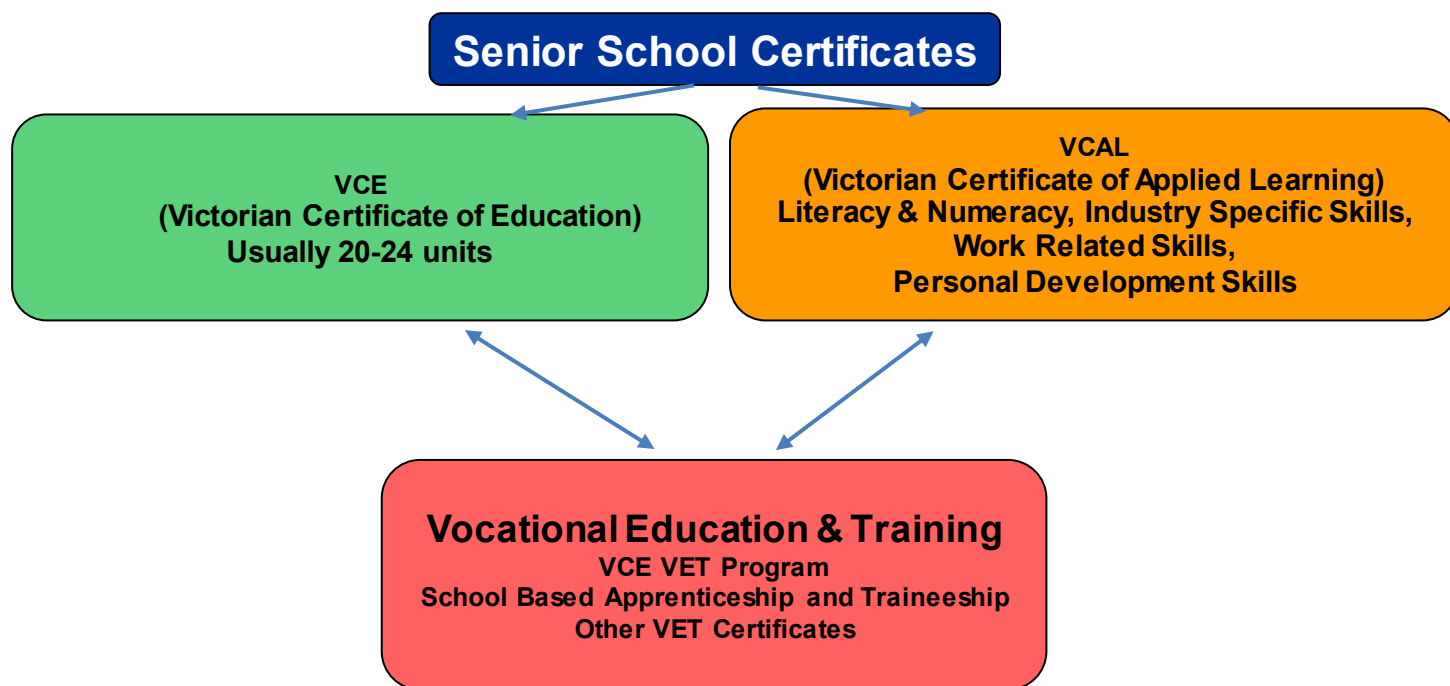 Senior School Certificates
VCE
(Victorian Certificate of Education)
Usually 20-24 units
VCAL
(Victorian Certificate of Applied Learning)
Literacy & Numeracy, Industry Specific Skills,
Work Related Skills,
Personal Development Skills
Vocational Education & Training
VCE VET Program
School Based Apprenticeship and Traineeship
Other VET Certificates